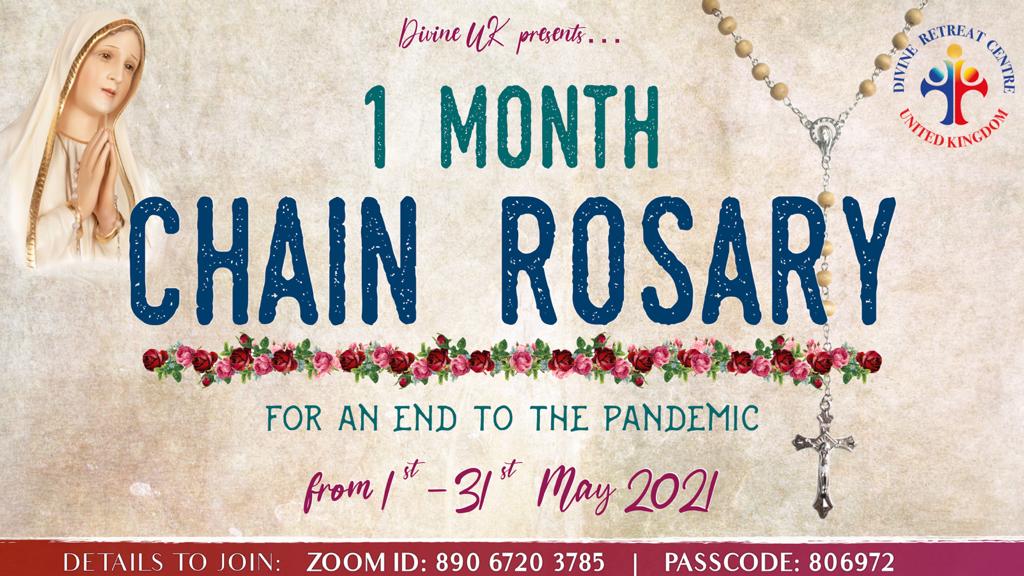 Divine UK presents...
DIVINE RETREAT CENTRE
UNITED KINGDOM
1 MONTH
CHAIN ROSARY
FOR AN END TO THE PANDEMIC
from 1st - 31st May 2021
DETAILS TO JOIN: ZOOM ID: 890 6720 3785 | PASSCODE: 806972